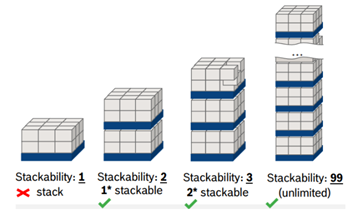 ...
Stackability: 1
stack
Stackability: 2
1* stackable
Stackability: 3
2* stackable
Stackability: 99
(unlimited)